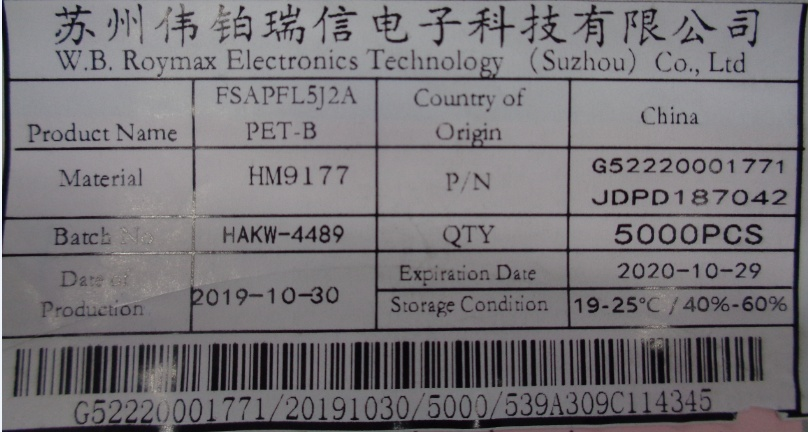 苏州伟铂瑞信电子科技有限公司
W.B. Roymax Electronics Technology （Suzhou）Co., Ltd
Product Name
FSAPFL5J2A
PET-B
Country of
Origin
China
Material
HM9177
P/N
G52220001771
JDPD187042
Batch No
HAKW-4489
QTY
5000PCS
Date of
Production
2019-10-30
Expiration Date
2020-10-29
Storage Condition
19-25℃ / 40%-60%
G52220001771/20191030/5000/539A309C114345